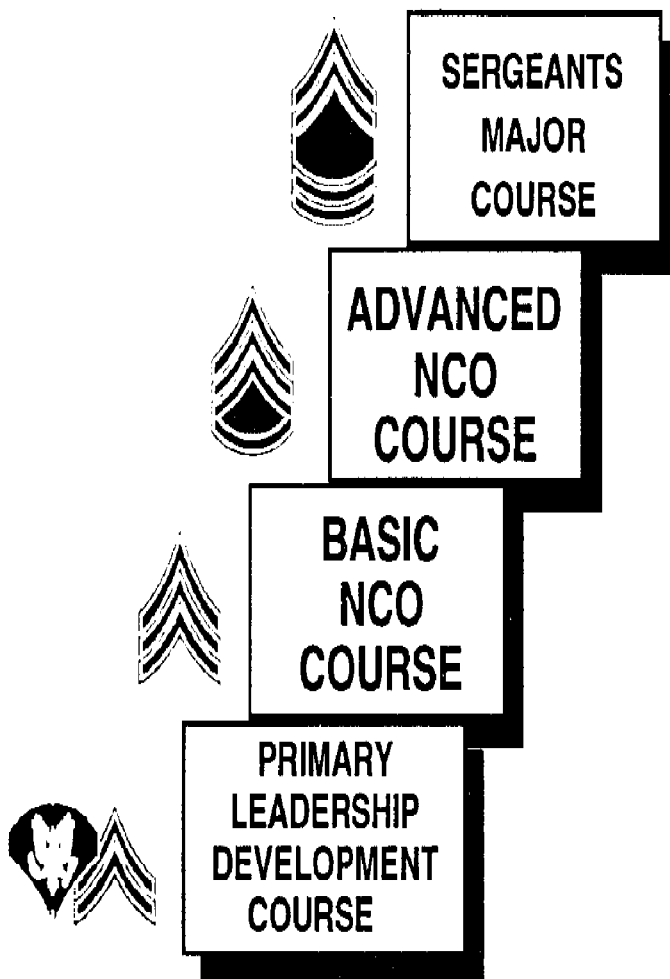 SERGEANTS
MAJOR
COURSE
ADVANCED
NCO
COURSE
BASIC
NCO
COURSE
PRIMARY
LEADERSHIP
DEVELOPMENT
COURSE